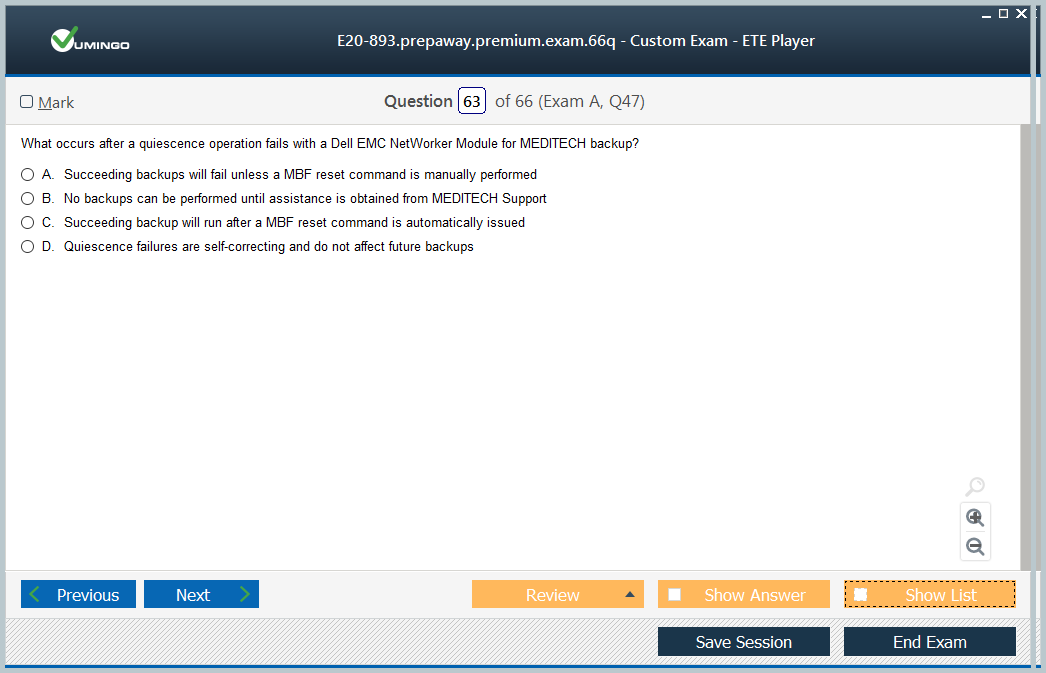 VUMINGO
E20-893.prepaway.premium.exam.66q - Custom Exam - ETE Player
Mark
Question 63 of 66 (Exam A, Q47)
What occurs after a quiescence operation fails with a Dell EMC NetWorker Module for MEDITECH backup?
A. Succeeding backups will fail unless a MBF reset command is manually performed
B. No backups can be performed until assistance is obtained from MEDITECH Support
C. Succeeding backup will run after a MBF reset command is automatically issued
D. Quiescence failures are self-correcting and do not affect future backups
Previous
Next
Review
Show Answer
Show List
Save Session
End Exam